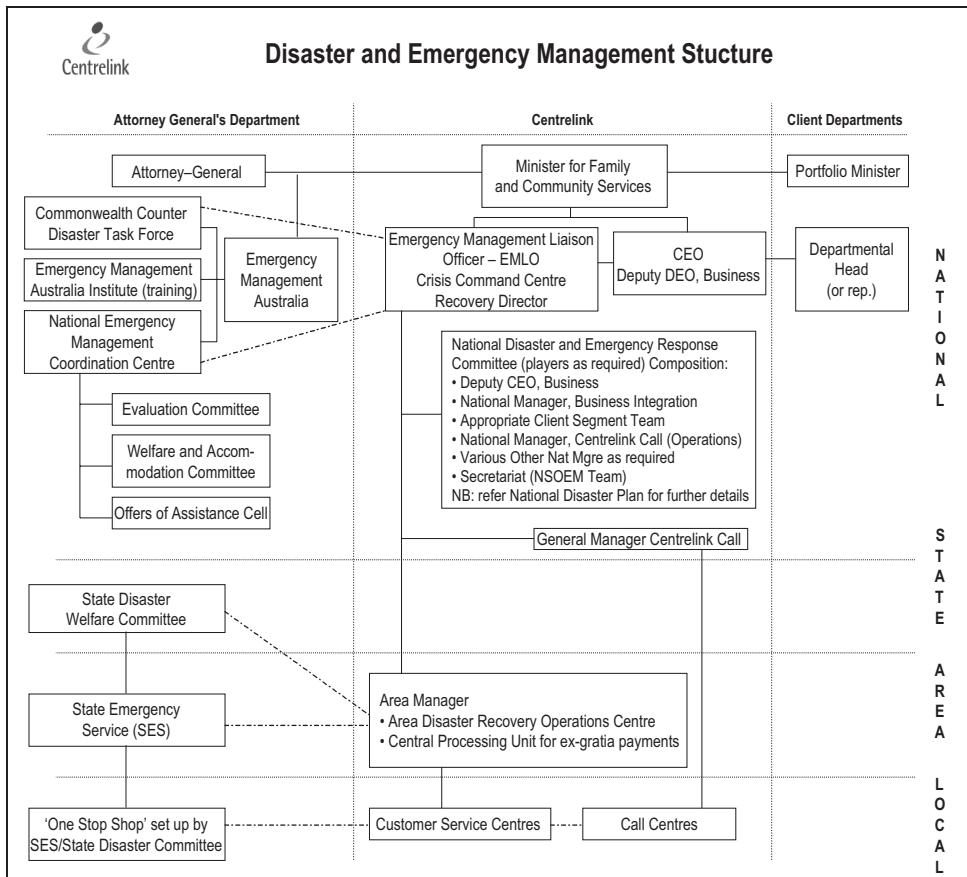 Centrelink
Disaster and Emergency Management Stucture
Attorney General's Department
Centrelink
Client Departments
Attorney–General
Minister for Family
and Community Services
Portfolio Minister
Commonwealth Counter
Disaster Task Force
Emergency Management
Australia Institute (training)
National Emergency
Management
Coordination Centre
Emergency
Management
Australia
Emergency Management Liaison
Officer – EMLO
Crisis Command Centre
Recovery Director
CEO
Deputy DEO, Business
Departmental
Head
(or rep.)
NATIONAL
National Disaster and Emergency Response
Committee (players as required) Composition:
• Deputy CEO, Business
• National Manager, Business Integration
• Appropriate Client Segment Team
• National Manager, Centrelink Call (Operations)
• Various Other Nat Mgre as required
• Secretariat (NSOEM Team)
NB: refer National Disaster Plan for further details
Evaluation Committee
Welfare and Accom-
modation Committee
Offers of Assistance Cell
General Manager Centrelink Call
STATE
State Disaster
Welfare Committee
State Emergency
Service (SES)
Area Manager
• Area Disaster Recovery Operations Centre
• Central Processing Unit for ex-gratia payments
AREA
'One Stop Shop' set up by
SES/State Disaster Committee
Customer Service Centres
Call Centres
LOCAL